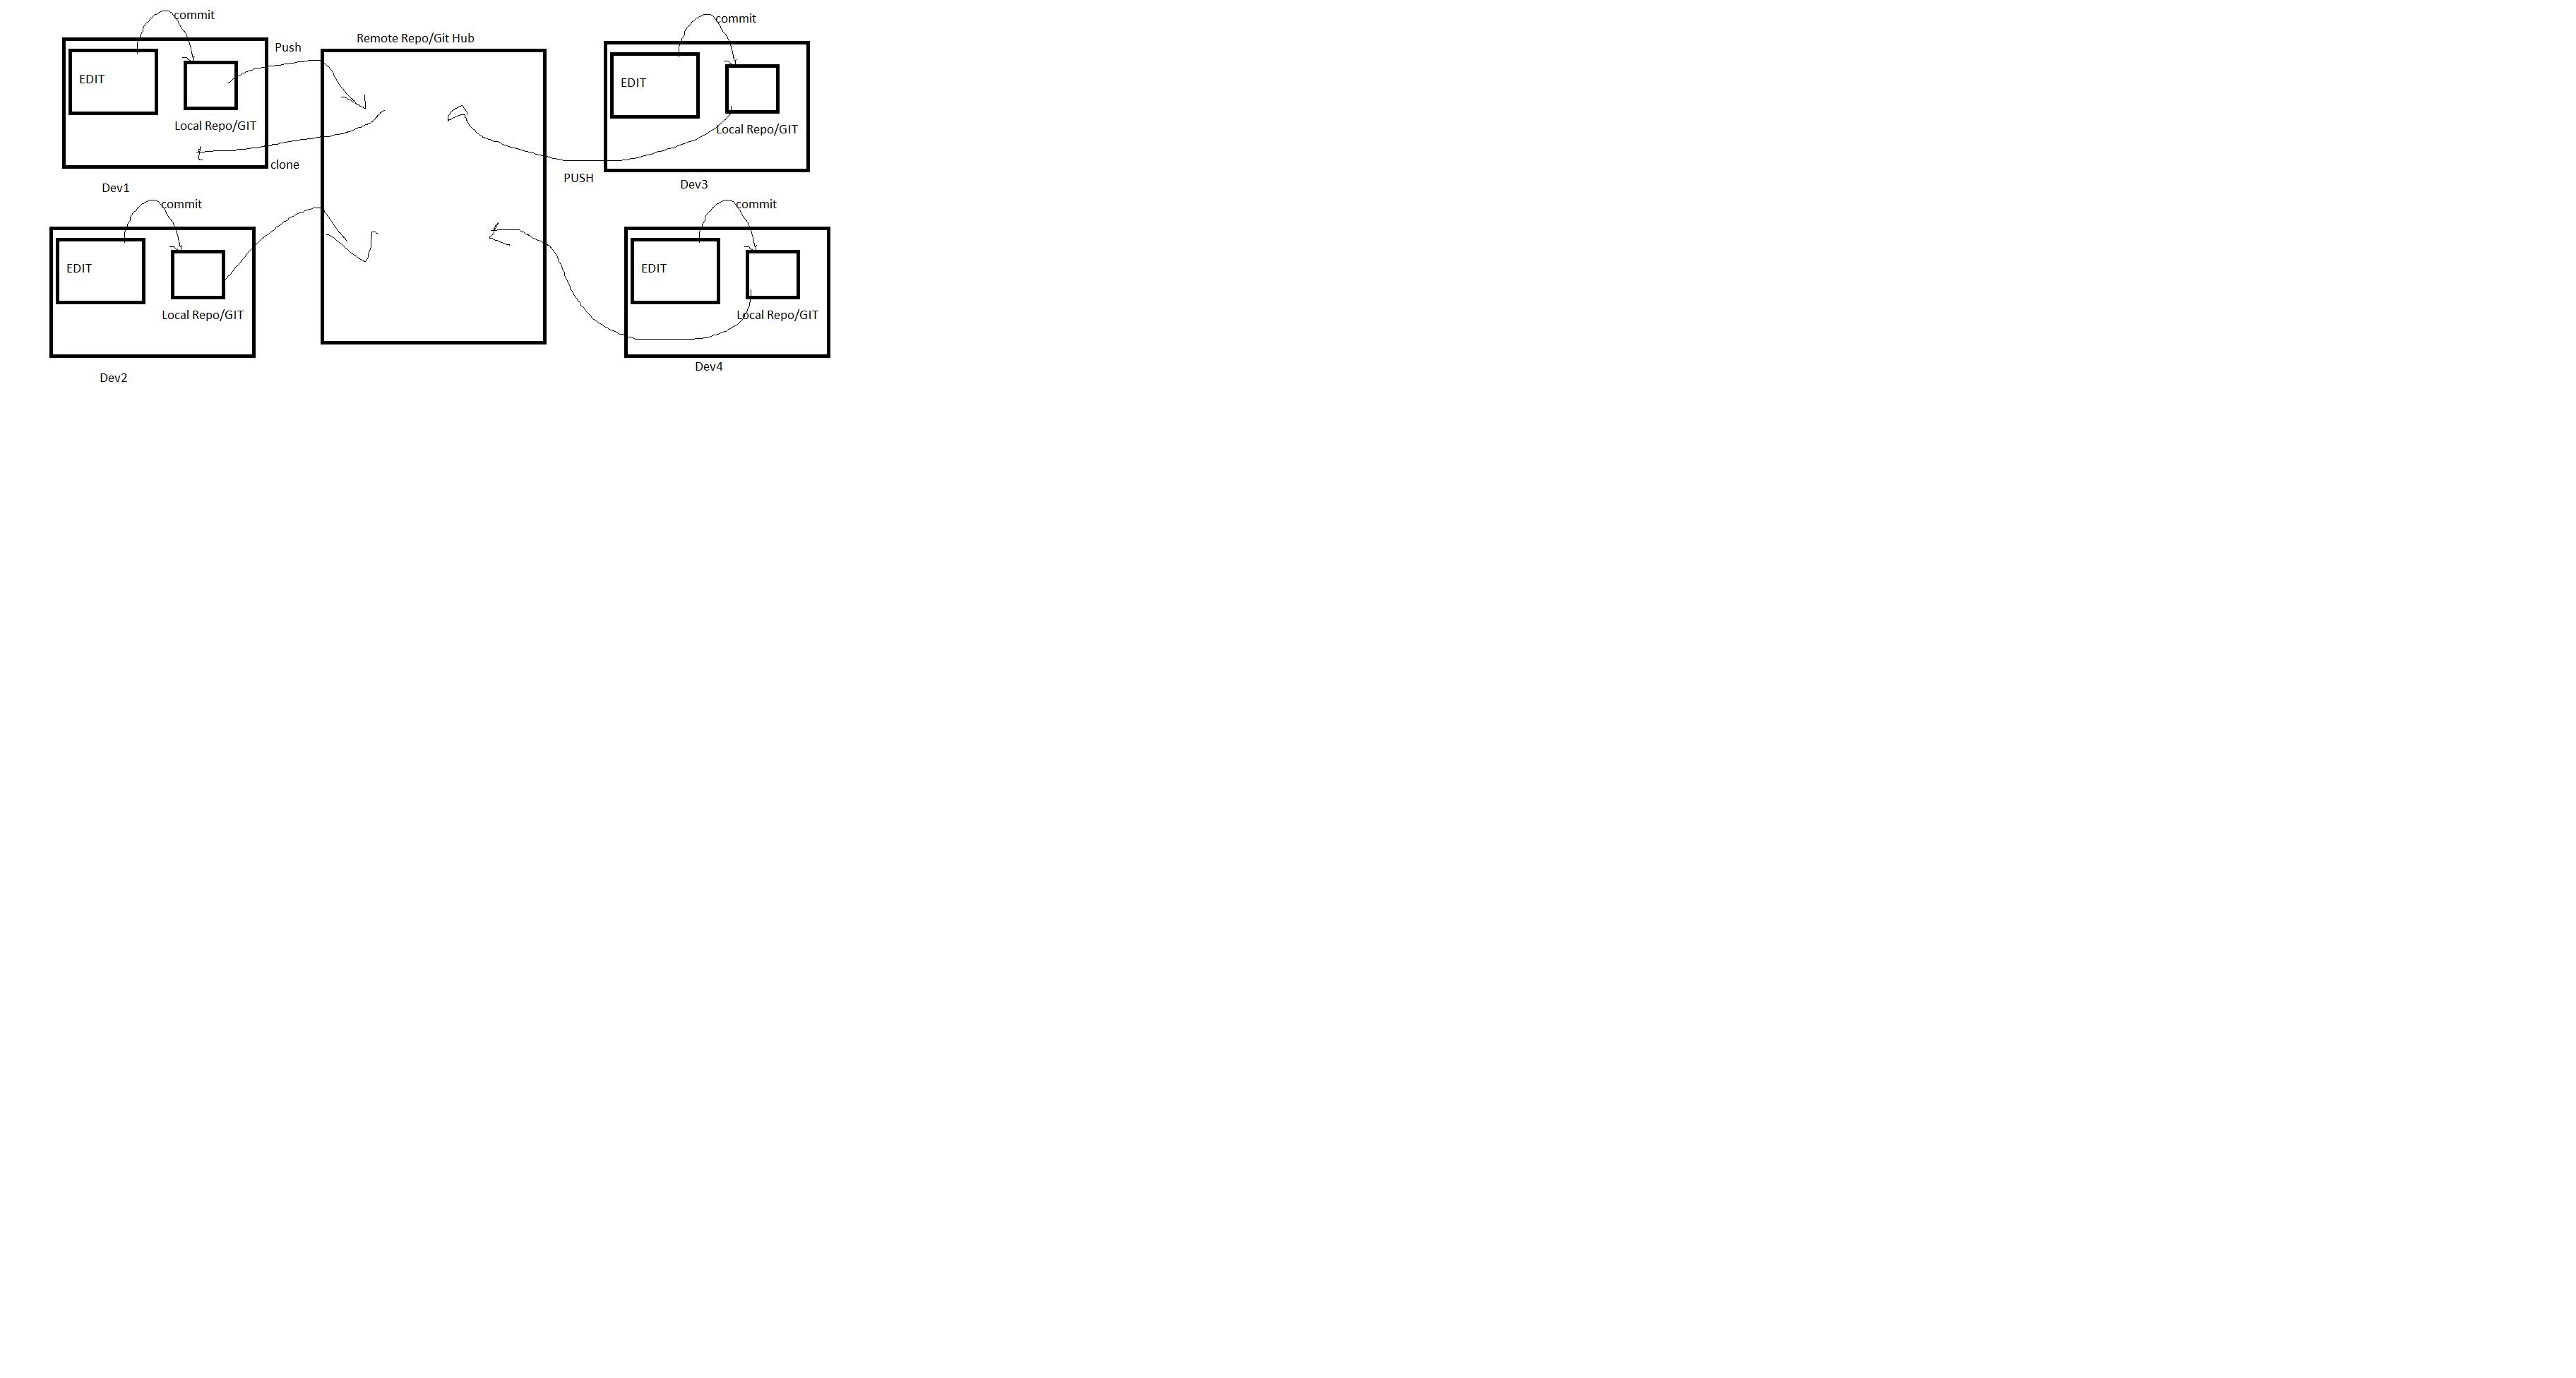 commit
Push
EDIT
Local Repo/GIT
clone
Dev1
Remote Repo/Git Hub
commit
EDIT
Local Repo/GIT
PUSH
Dev3
commit
EDIT
Local Repo/GIT
Dev2
commit
EDIT
Local Repo/GIT
Dev4